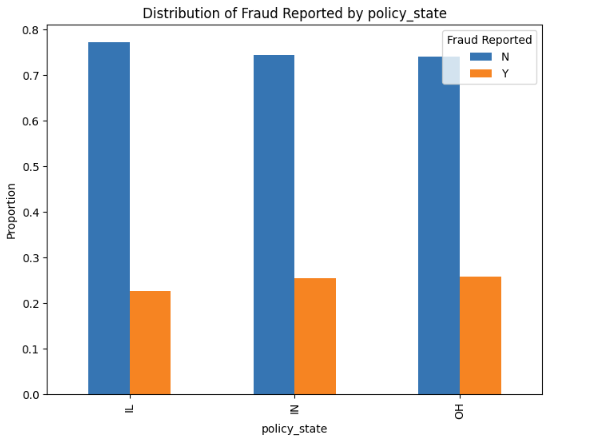 Distribution of Fraud Reported by policy_state
Fraud Reported
N
Y
Proportion
0.8
0.7
0.6
0.5
0.4
0.3
0.2
0.1
0.0
IL
IN
OH
policy_state